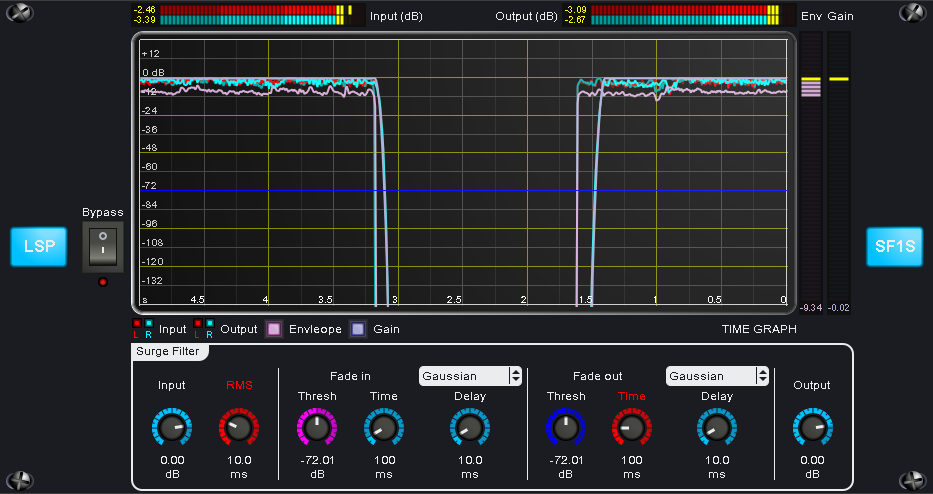 -2.46
-3.39
Input (dB)
Output (dB)
-3.09
-2.67
Env Gain
+12
0 dB
-12
-24
-36
-48
-60
-72
-84
-96
-108
-120
-132
s 4.5 4 3.5 3 2.5 2 1.5 1 0.5 0
-9.34 -0.02
Bypass
LSP
SF1S
L R Input L R Output Envleope Gain
TIME GRAPH
Surge Filter
Input RMS
0.00 10.0
dB ms
Fade in Gaussian
Thresh Time Delay
-72.01 100 10.0
dB ms ms
Fade out Gaussian
Thresh Time Delay
-72.01 100 10.0
dB ms ms
Output
0.00
dB